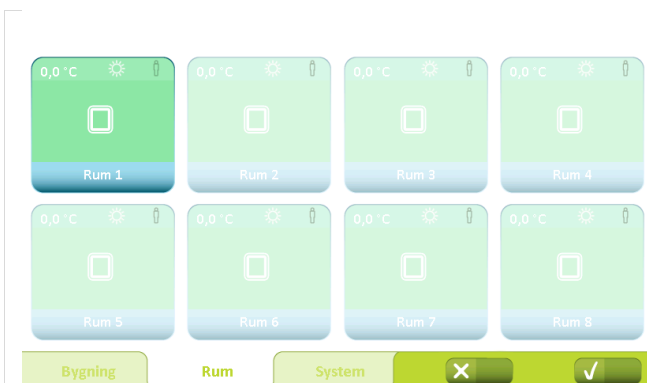 0,0 °C 0,0 °C 0,0 °C 0,0 °C
Rum 1 Rum 2 Rum 3 Rum 4
0,0 °C 0,0 °C 0,0 °C 0,0 °C
Rum 5 Rum 6 Rum 7 Rum 8
Bygning Rum System